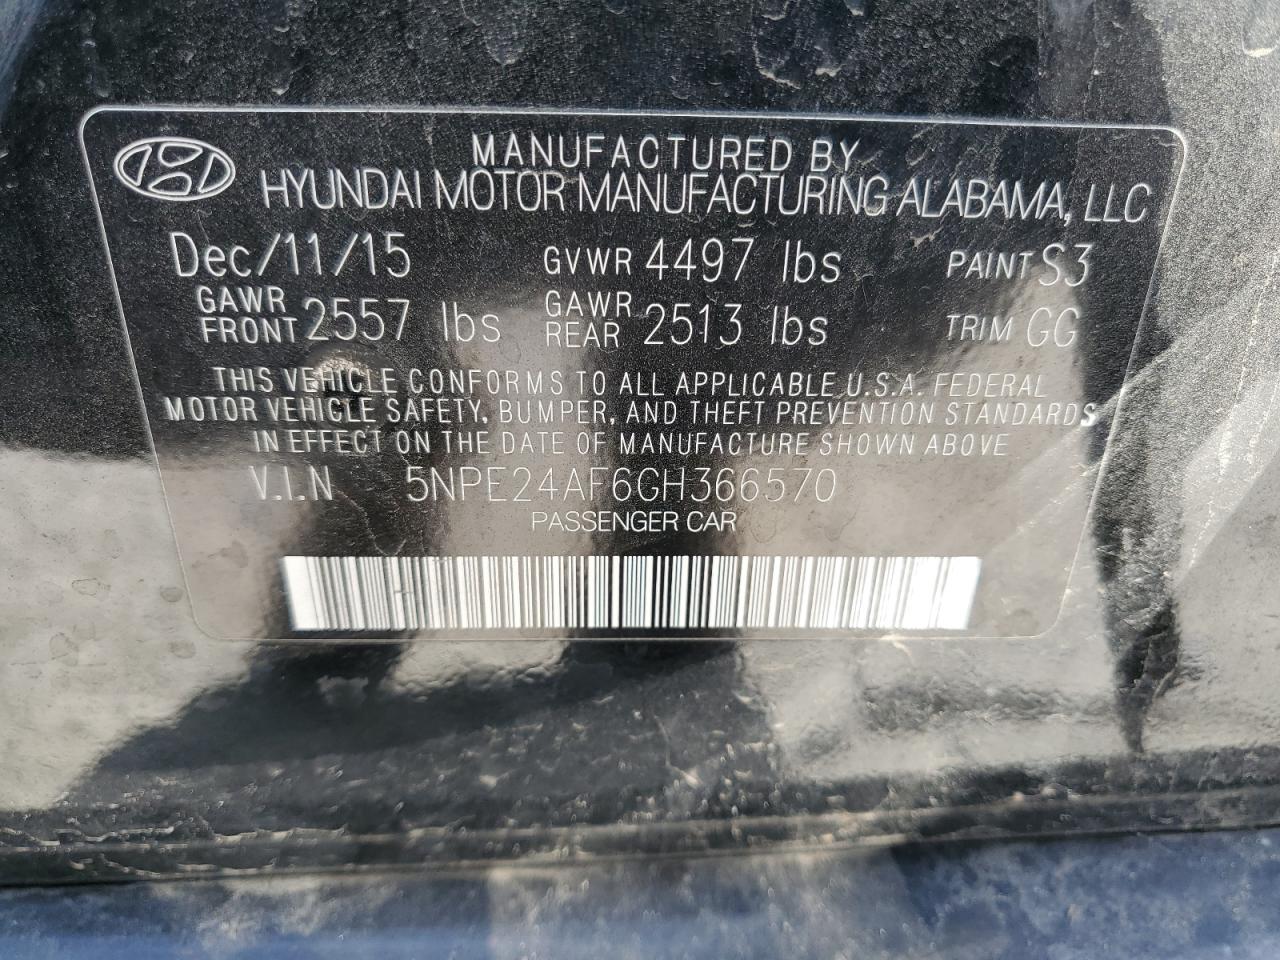 MANUFACTURED BY
HYUNDAI MOTOR MANUFACTURING ALABAMA, LLC
Dec/11/15 GVWR 4497 lbs PAINT S3
GAWR FRONT 2557 lbs GAWR REAR 2513 lbs TRIM GG
THIS VEHICLE CONFORMS TO ALL APPLICABLE U.S.A. FEDERAL
MOTOR VEHICLE SAFETY, BUMPER, AND THEFT PREVENTION STANDARDS
IN EFFECT ON THE DATE OF MANUFACTURE SHOWN ABOVE
V.I.N 5NPE24AF6GH366570
PASSENGER CAR